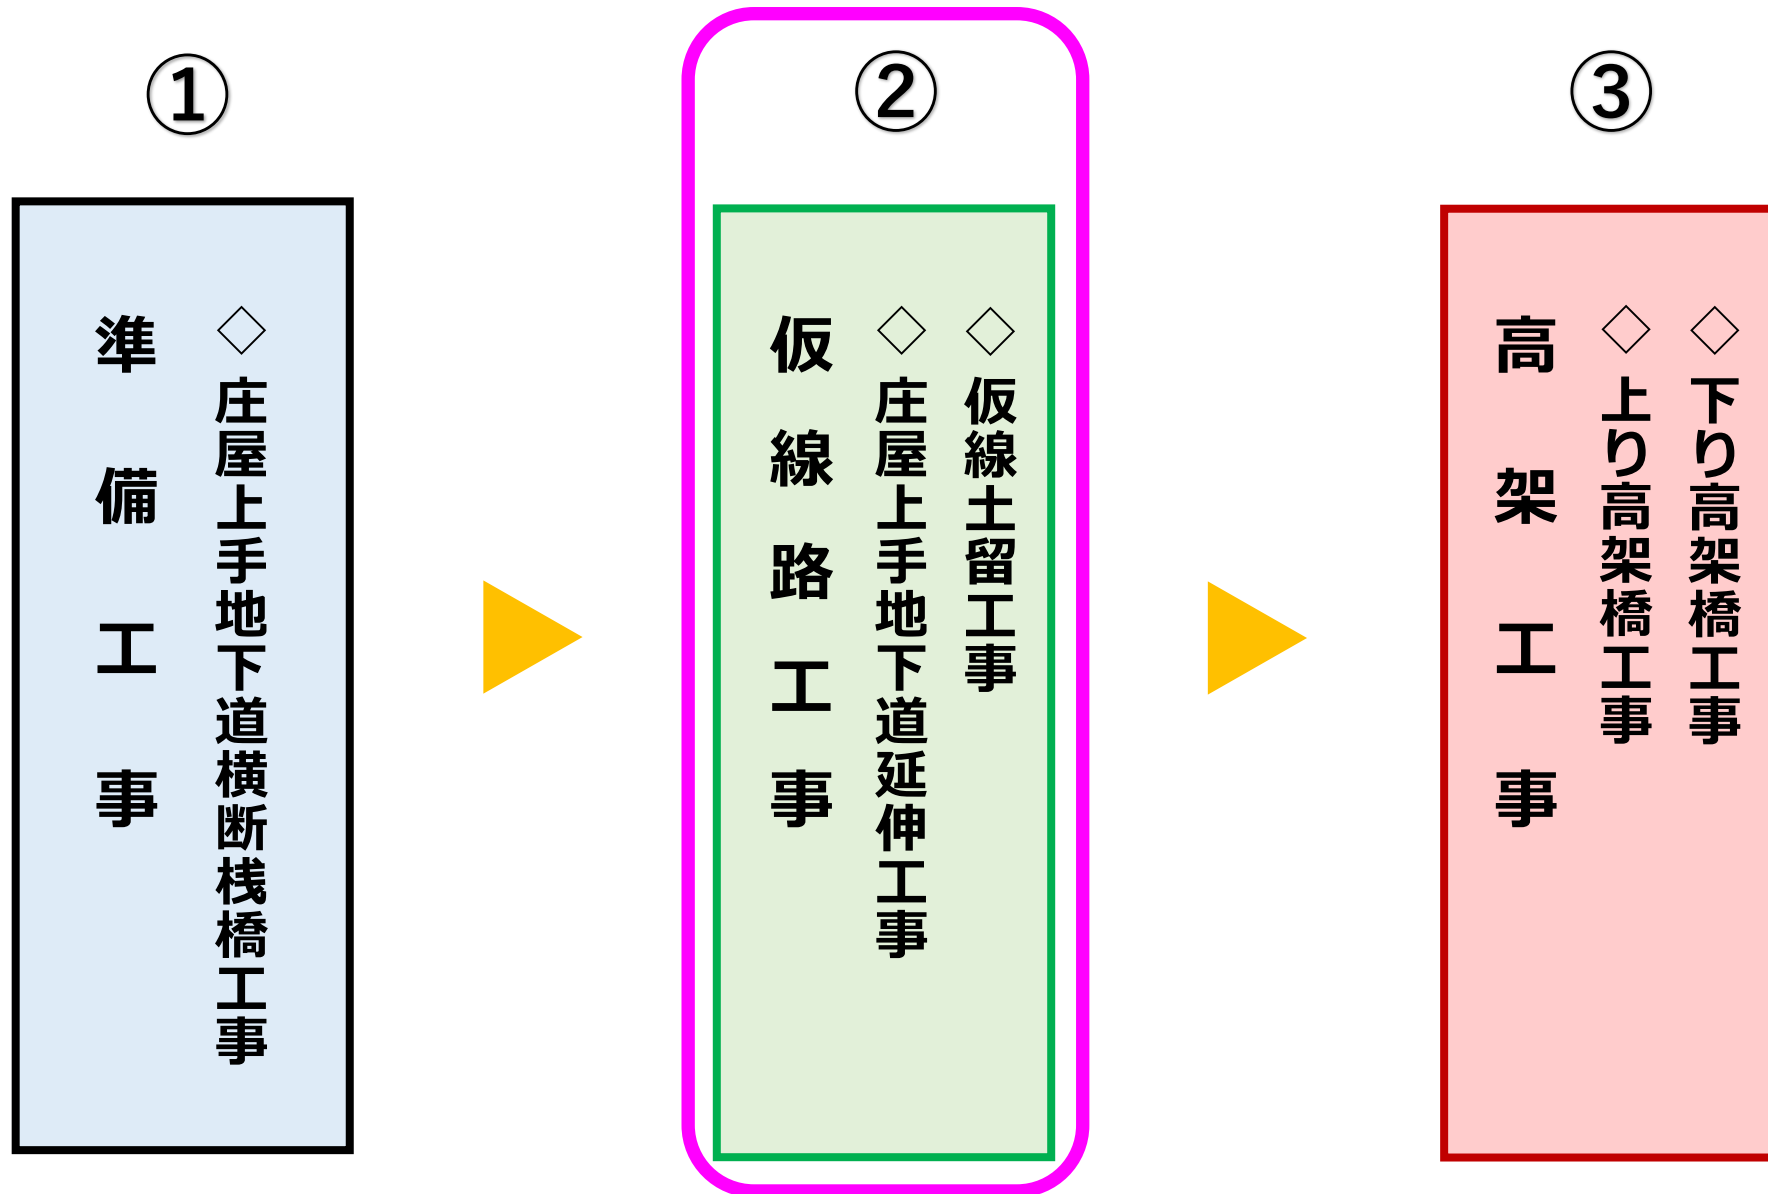 ①
準備工事
◇庄屋上手地下道横断桟橋工事
②
仮線路工事
◇庄屋上手地下道延伸工事
◇仮線土留工事
③
高架工事
◇上り高架橋工事
◇下り高架橋工事